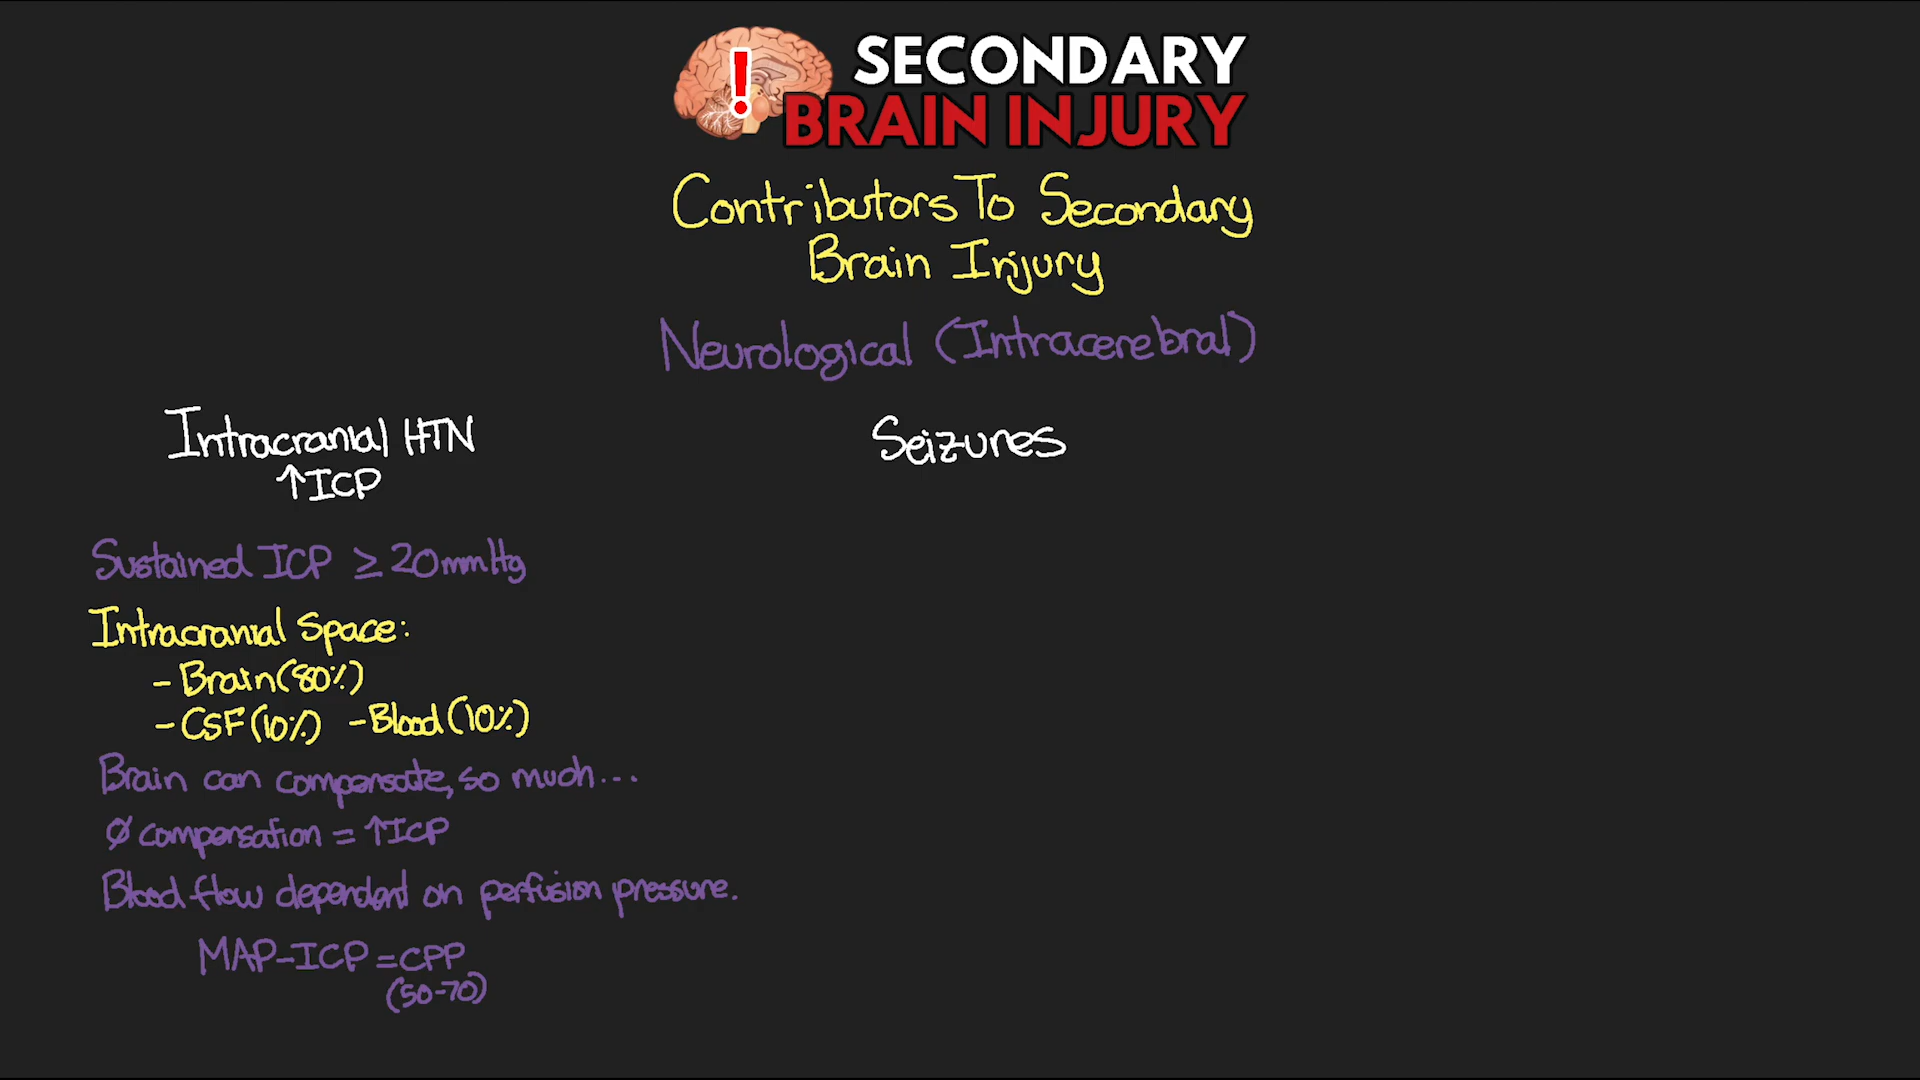 SECONDARY
BRAIN INJURY
Contributors To Secondary
Brain Injury
Neurological (Intracerebral)
Intracranial HTN
↑ICP
Seizures
Sustained ICP ≥ 20mmHg
Intracranial Space:
- Brain (80%)
- CSF (10%) - Blood (10%)
Brain can compensate, so much...
Ø compensation = ↑ICP
Blood flow dependent on perfusion pressure.
MAP-ICP = CPP
(50-70)